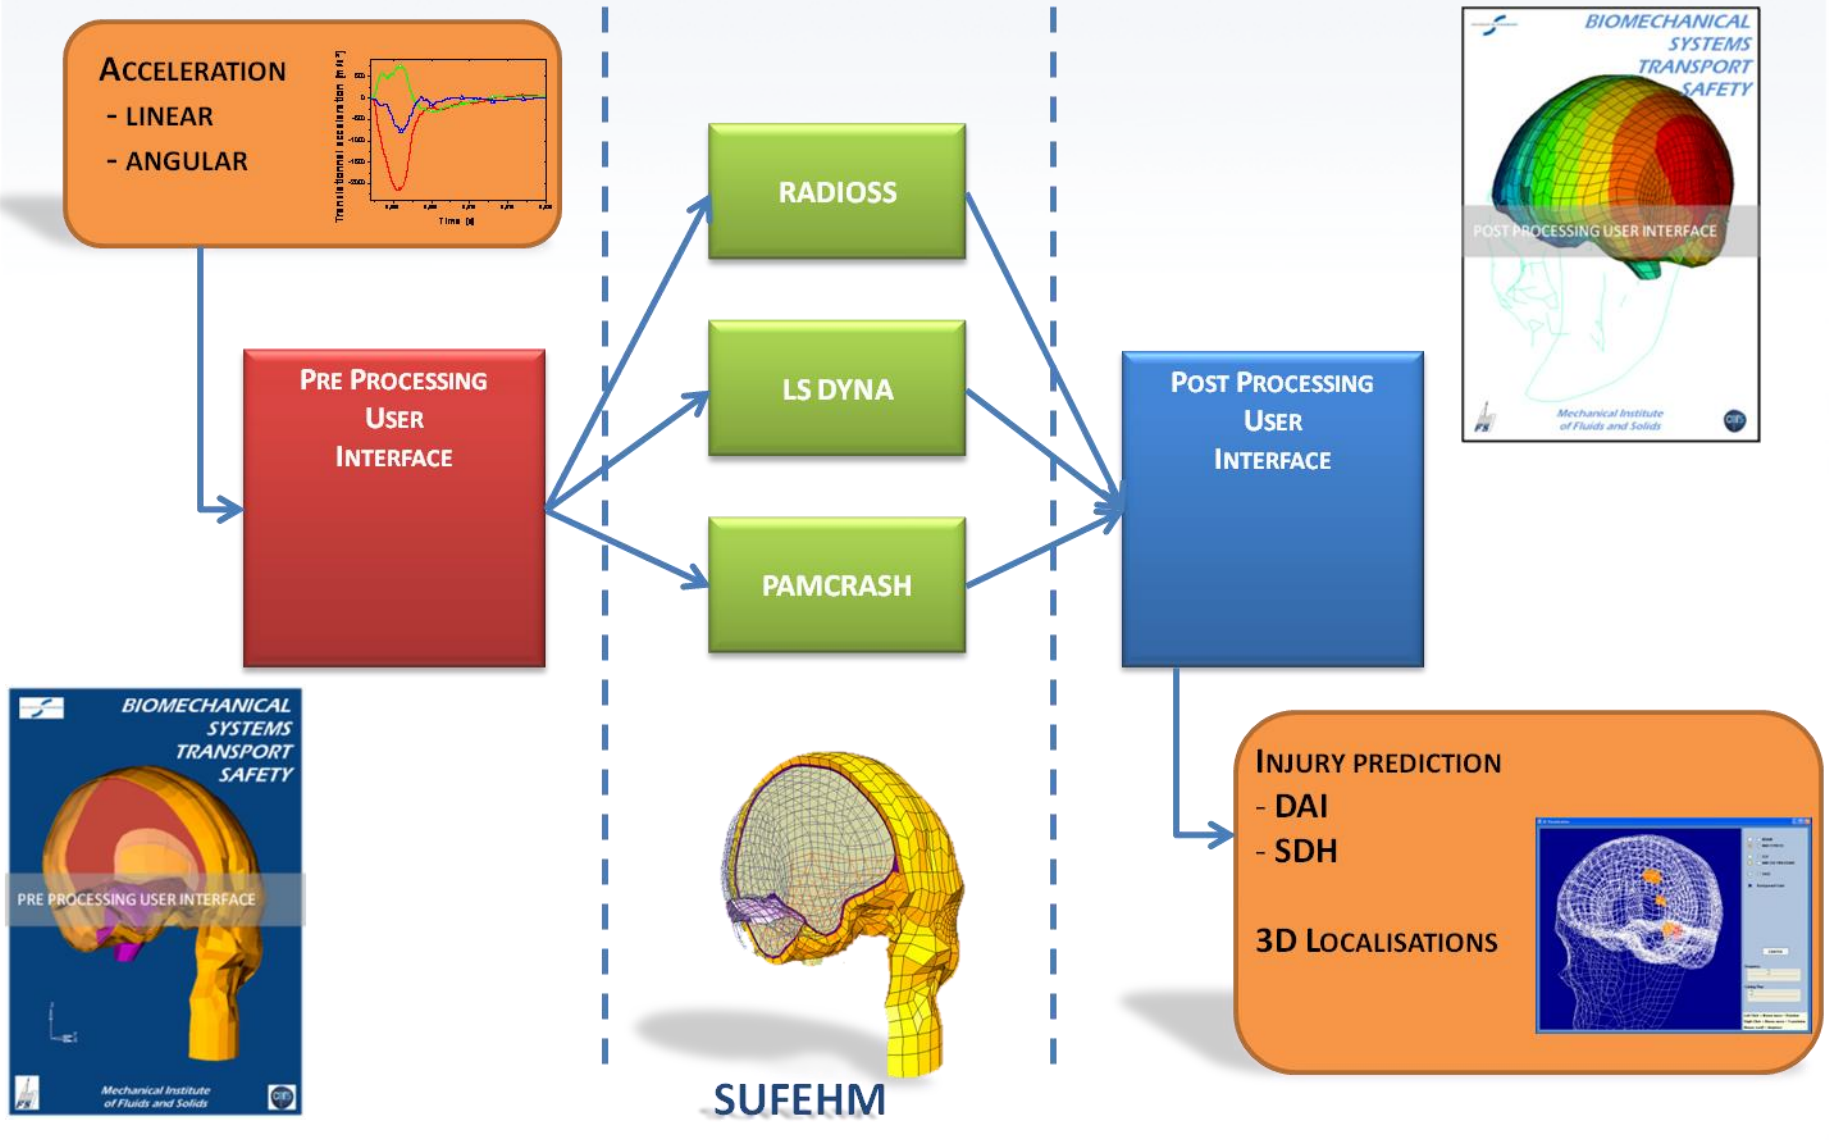 ACCELERATION
- LINEAR
- ANGULAR
Time [s]
PRE PROCESSING
USER
INTERFACE
RADIOSS
LS DYNA
PAMCRASH
POST PROCESSING
USER
INTERFACE
BIOMECHANICAL
SYSTEMS
TRANSPORT
SAFETY
POST PROCESSING USER INTERFACE
Mechanical Institute
of Fluids and Solids
BIOMECHANICAL
SYSTEMS
TRANSPORT
SAFETY
PRE PROCESSING USER INTERFACE
Mechanical Institute
of Fluids and Solids
SUFEHM
INJURY PREDICTION
- DAI
- SDH
3D LOCALISATIONS